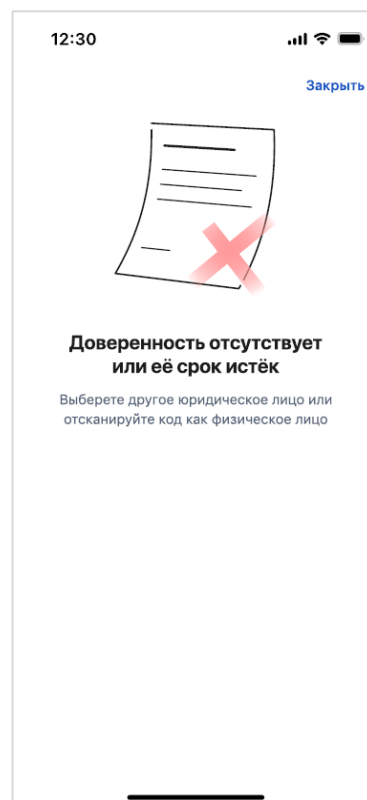 12:30
Закрыть
Доверенность отсутствует
или её срок истёк
Выберете другое юридическое лицо или
отсканируйте код как физическое лицо